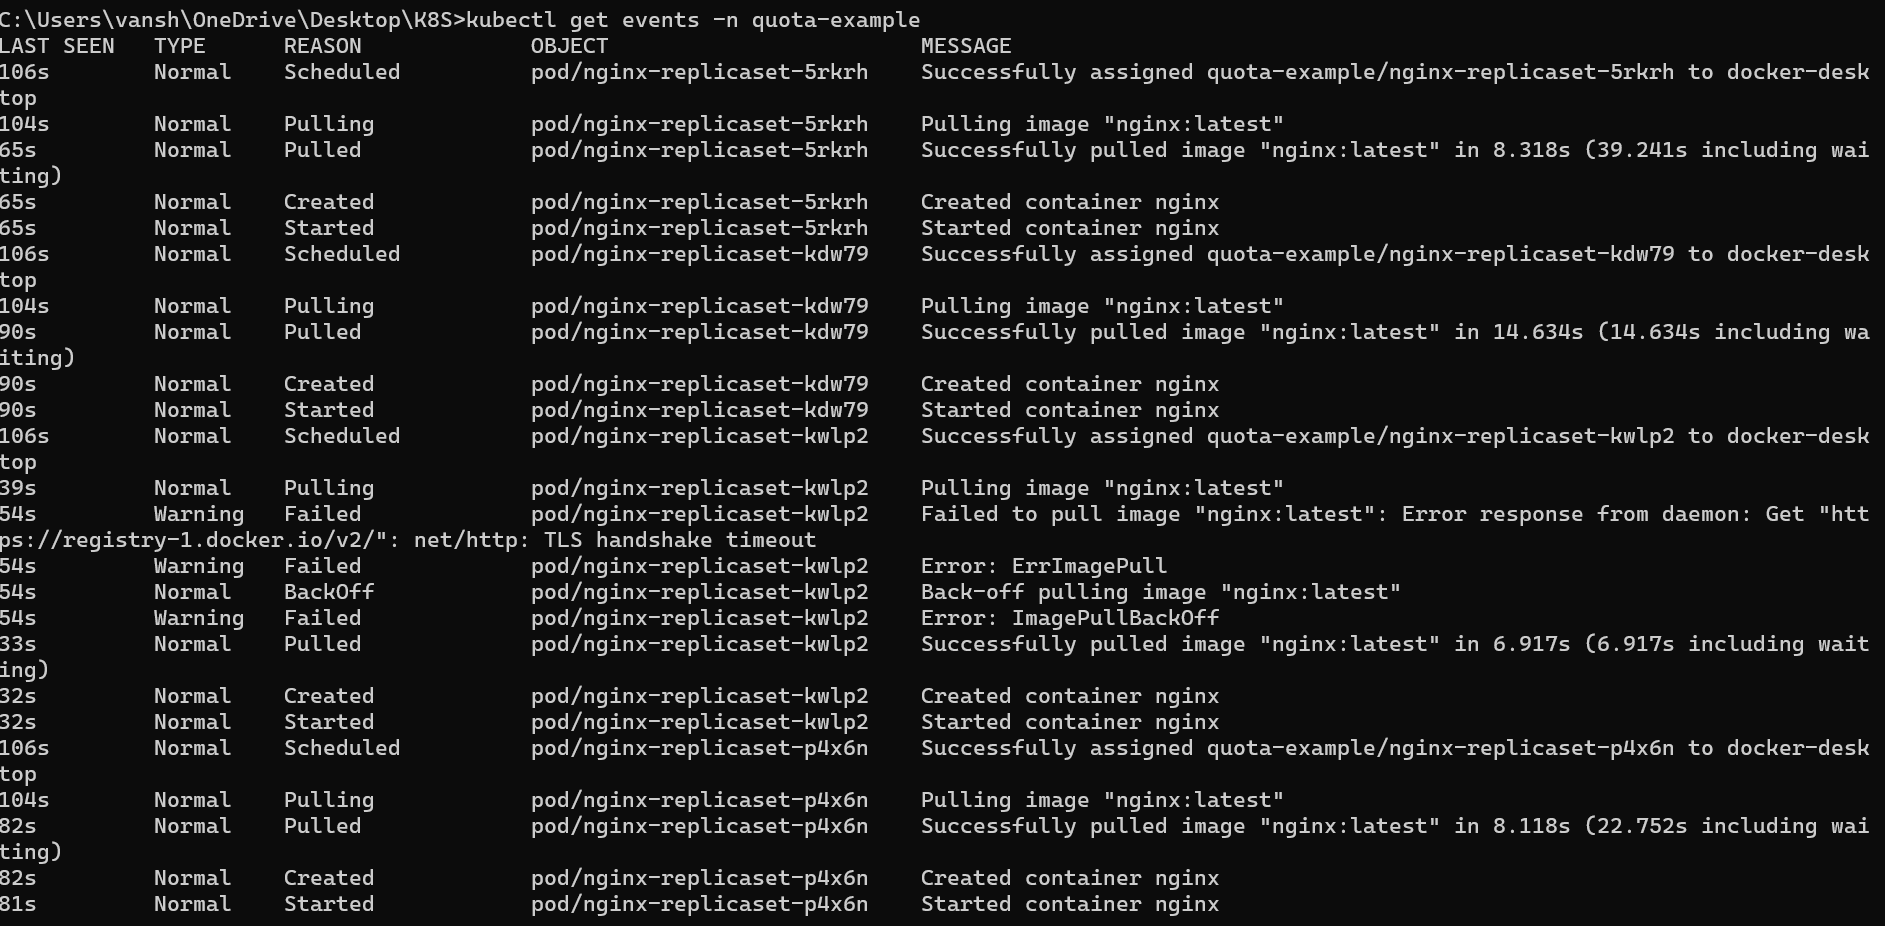 C:\Users\vansh\OneDrive\Desktop\K8S>kubectl get events -n quota-example
LAST SEEN   TYPE      REASON             OBJECT                        MESSAGE
106s        Normal    Scheduled          pod/nginx-replicaset-5rkrh    Successfully assigned quota-example/nginx-replicaset-5rkrh to docker-desk
top
104s        Normal    Pulling            pod/nginx-replicaset-5rkrh    Pulling image "nginx:latest"
65s         Normal    Pulled             pod/nginx-replicaset-5rkrh    Successfully pulled image "nginx:latest" in 8.318s (39.241s including wai
ting)
65s         Normal    Created            pod/nginx-replicaset-5rkrh    Created container nginx
65s         Normal    Started            pod/nginx-replicaset-5rkrh    Started container nginx
106s        Normal    Scheduled          pod/nginx-replicaset-kdw79    Successfully assigned quota-example/nginx-replicaset-kdw79 to docker-desk
top
104s        Normal    Pulling            pod/nginx-replicaset-kdw79    Pulling image "nginx:latest"
90s         Normal    Pulled             pod/nginx-replicaset-kdw79    Successfully pulled image "nginx:latest" in 14.634s (14.634s including wa
iting)
90s         Normal    Created            pod/nginx-replicaset-kdw79    Created container nginx
90s         Normal    Started            pod/nginx-replicaset-kdw79    Started container nginx
106s        Normal    Scheduled          pod/nginx-replicaset-kwlp2    Successfully assigned quota-example/nginx-replicaset-kwlp2 to docker-desk
top
39s         Normal    Pulling            pod/nginx-replicaset-kwlp2    Pulling image "nginx:latest"
54s         Warning   Failed             pod/nginx-replicaset-kwlp2    Failed to pull image "nginx:latest": Error response from daemon: Get "htt
ps://registry-1.docker.io/v2/": net/http: TLS handshake timeout
54s         Warning   Failed             pod/nginx-replicaset-kwlp2    Error: ErrImagePull
54s         Normal    BackOff            pod/nginx-replicaset-kwlp2    Back-off pulling image "nginx:latest"
54s         Warning   Failed             pod/nginx-replicaset-kwlp2    Error: ImagePullBackOff
33s         Normal    Pulled             pod/nginx-replicaset-kwlp2    Successfully pulled image "nginx:latest" in 6.917s (6.917s including wait
ing)
32s         Normal    Created            pod/nginx-replicaset-kwlp2    Created container nginx
32s         Normal    Started            pod/nginx-replicaset-kwlp2    Started container nginx
106s        Normal    Scheduled          pod/nginx-replicaset-p4x6n    Successfully assigned quota-example/nginx-replicaset-p4x6n to docker-desk
top
104s        Normal    Pulling            pod/nginx-replicaset-p4x6n    Pulling image "nginx:latest"
82s         Normal    Pulled             pod/nginx-replicaset-p4x6n    Successfully pulled image "nginx:latest" in 8.118s (22.752s including wai
ting)
82s         Normal    Created            pod/nginx-replicaset-p4x6n    Created container nginx
81s         Normal    Started            pod/nginx-replicaset-p4x6n    Started container nginx